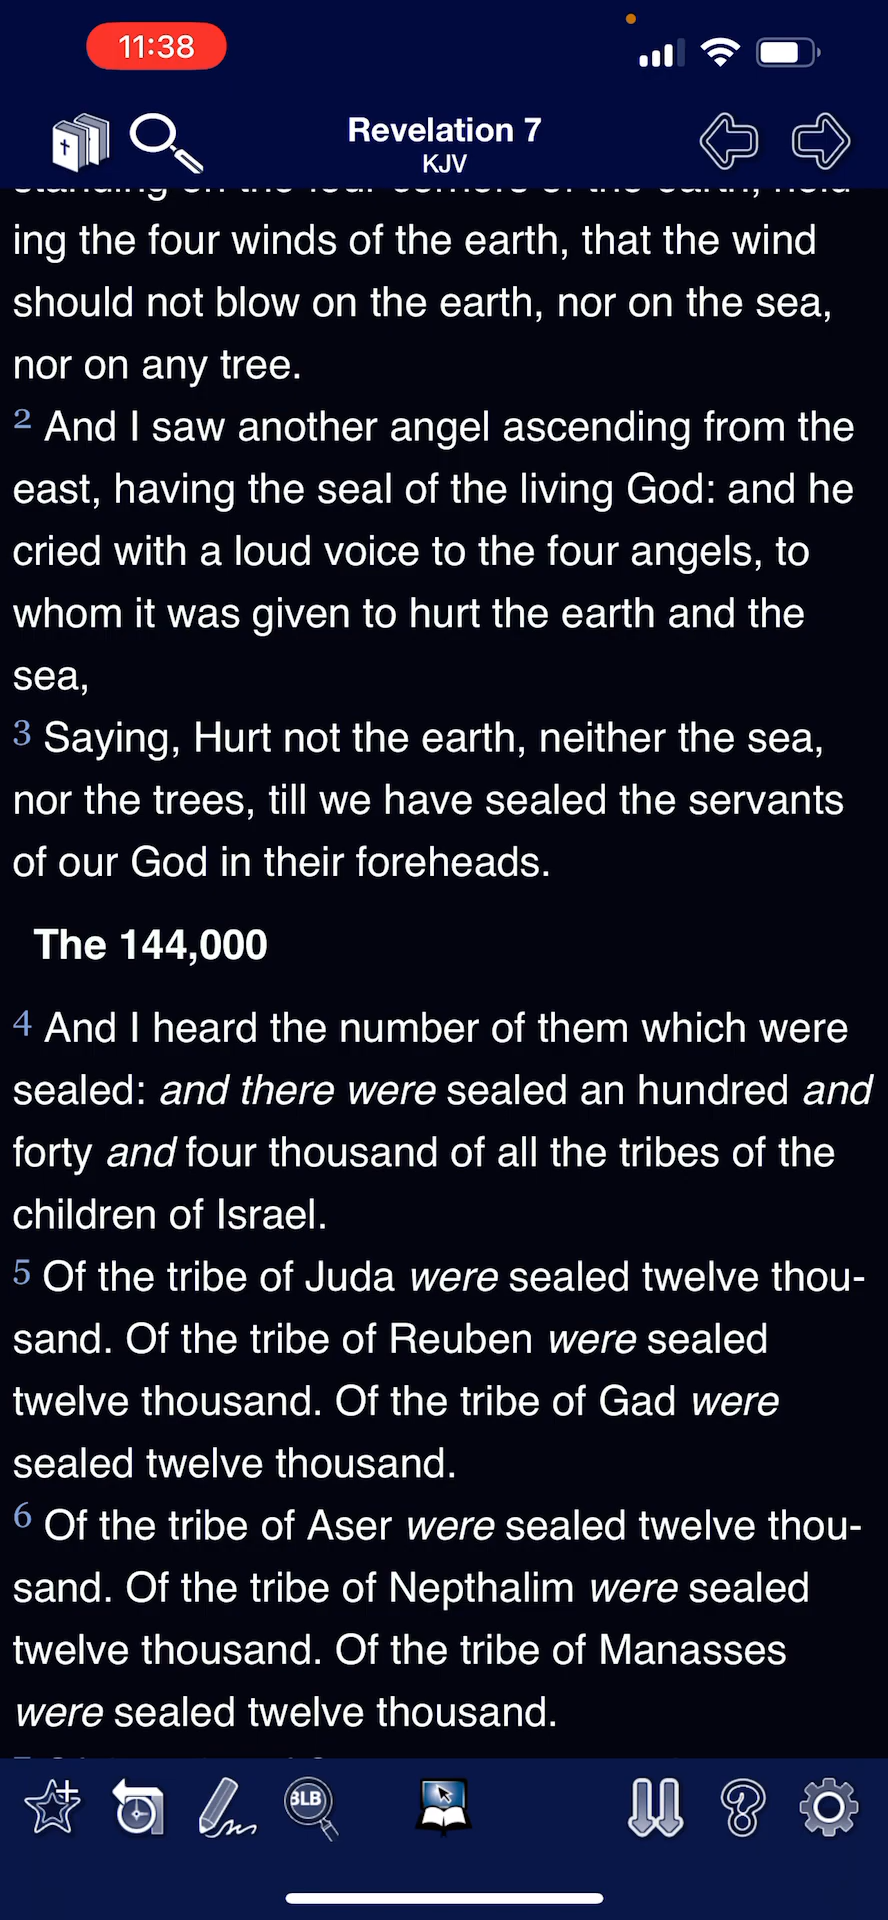 11:38
Revelation 7
KJV
standing on the four corners of the earth, hold-
ing the four winds of the earth, that the wind
should not blow on the earth, nor on the sea,
nor on any tree.
2 And I saw another angel ascending from the
east, having the seal of the living God: and he
cried with a loud voice to the four angels, to
whom it was given to hurt the earth and the
sea,
3 Saying, Hurt not the earth, neither the sea,
nor the trees, till we have sealed the servants
of our God in their foreheads.
The 144,000
4 And I heard the number of them which were
sealed: and there were sealed an hundred and
forty and four thousand of all the tribes of the
children of Israel.
5 Of the tribe of Juda were sealed twelve thou-
sand. Of the tribe of Reuben were sealed
twelve thousand. Of the tribe of Gad were
sealed twelve thousand.
6 Of the tribe of Aser were sealed twelve thou-
sand. Of the tribe of Nepthalim were sealed
twelve thousand. Of the tribe of Manasses
were sealed twelve thousand.
BLB